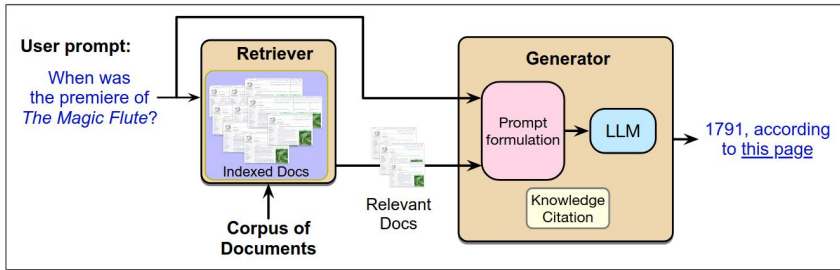 User prompt:
When was
the premiere of
The Magic Flute?
Retriever
Indexed Docs
Corpus of
Documents
Relevant
Docs
Generator
Prompt
formulation
LLM
Knowledge
Citation
1791, according
to this page